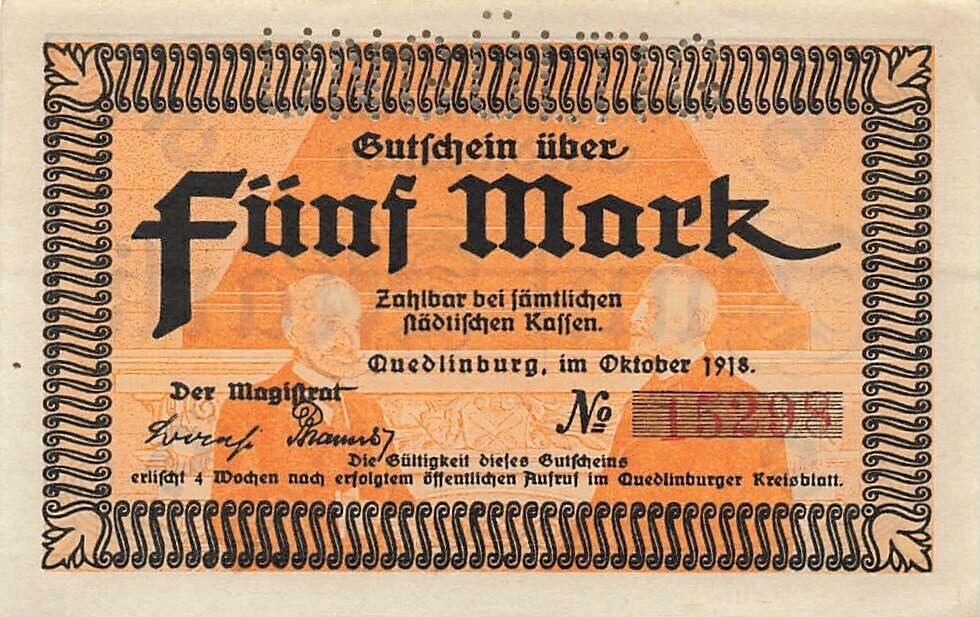 Ungültig
Gutschein über
Fünf Mark
Zahlbar bei sämtlichen
städtischen Kassen.
Quedlinburg, im Oktober 1918.
Der Magistrat
No 15298
Die Gültigkeit dieses Gutscheins
erlischt 4 Wochen nach erfolgtem öffentlichen Aufruf im Quedlinburger Kreisblatt.